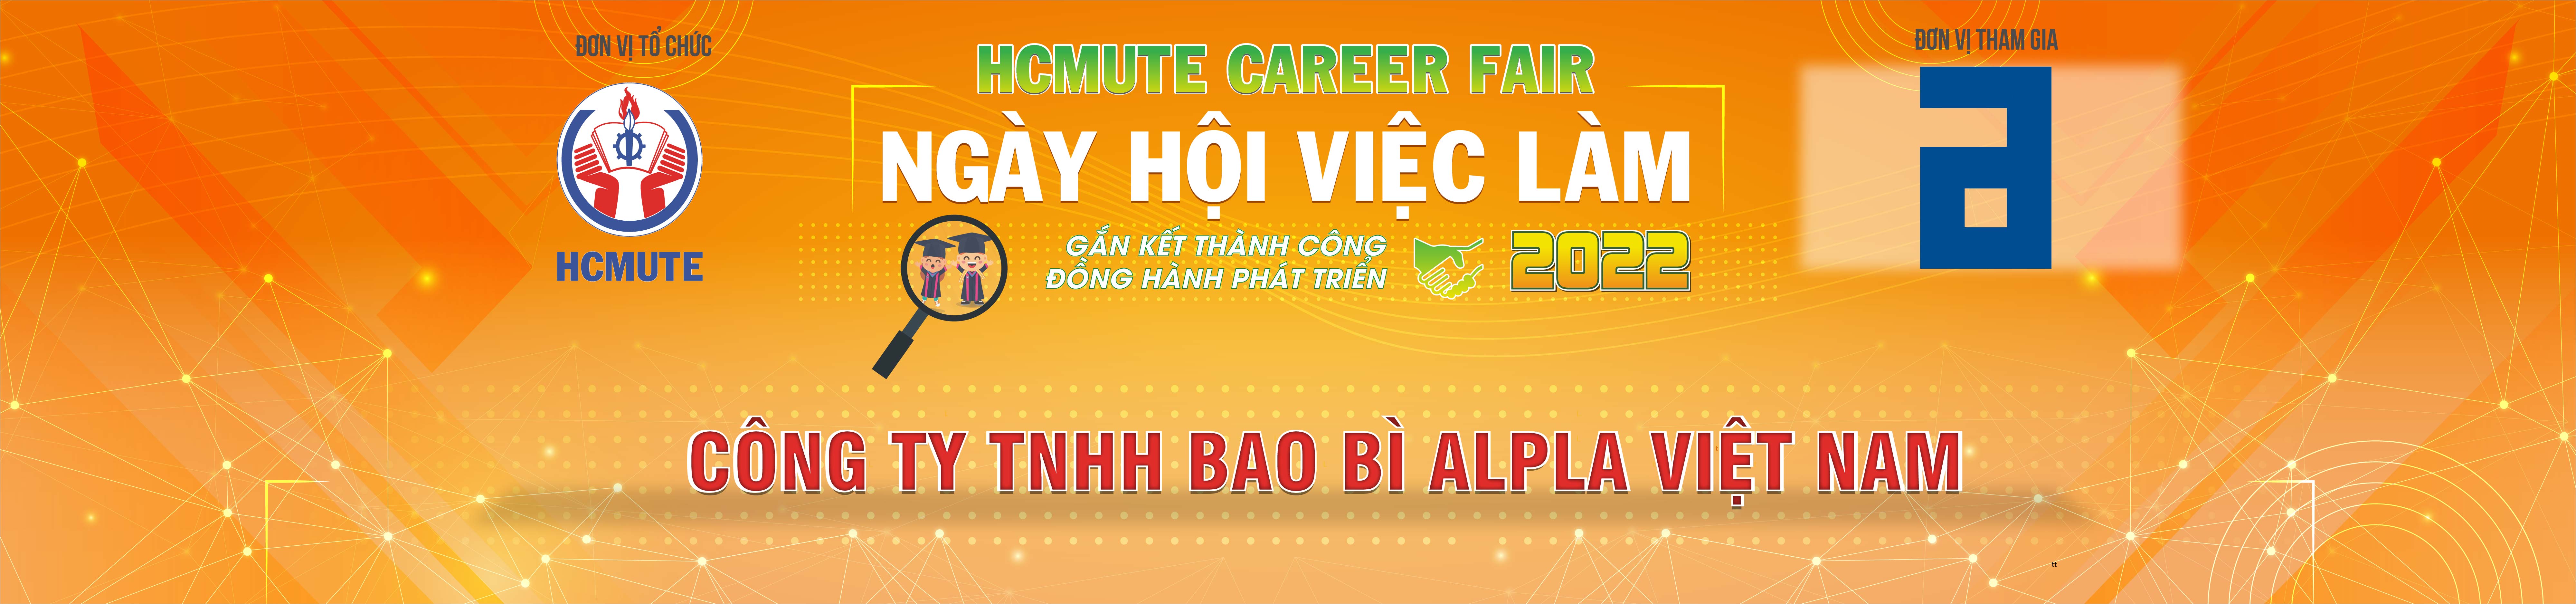 ĐƠN VỊ TỔ CHỨC
HCMUTE
HCMUTE CAREER FAIR
NGÀY HỘI VIỆC LÀM
GẮN KẾT THÀNH CÔNG
ĐỒNG HÀNH PHÁT TRIỂN
2022
ĐƠN VỊ THAM GIA
a
CÔNG TY TNHH BAO BÌ ALPLA VIỆT NAM
tt